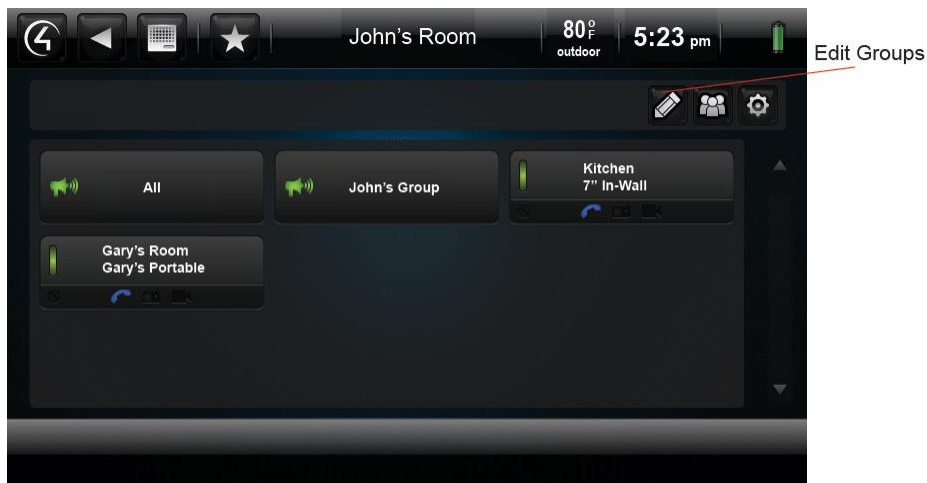 John's Room
80°F
outdoor
5:23 pm
Edit Groups
All
John's Group
Kitchen
7” In-Wall
Gary's Room
Gary's Portable